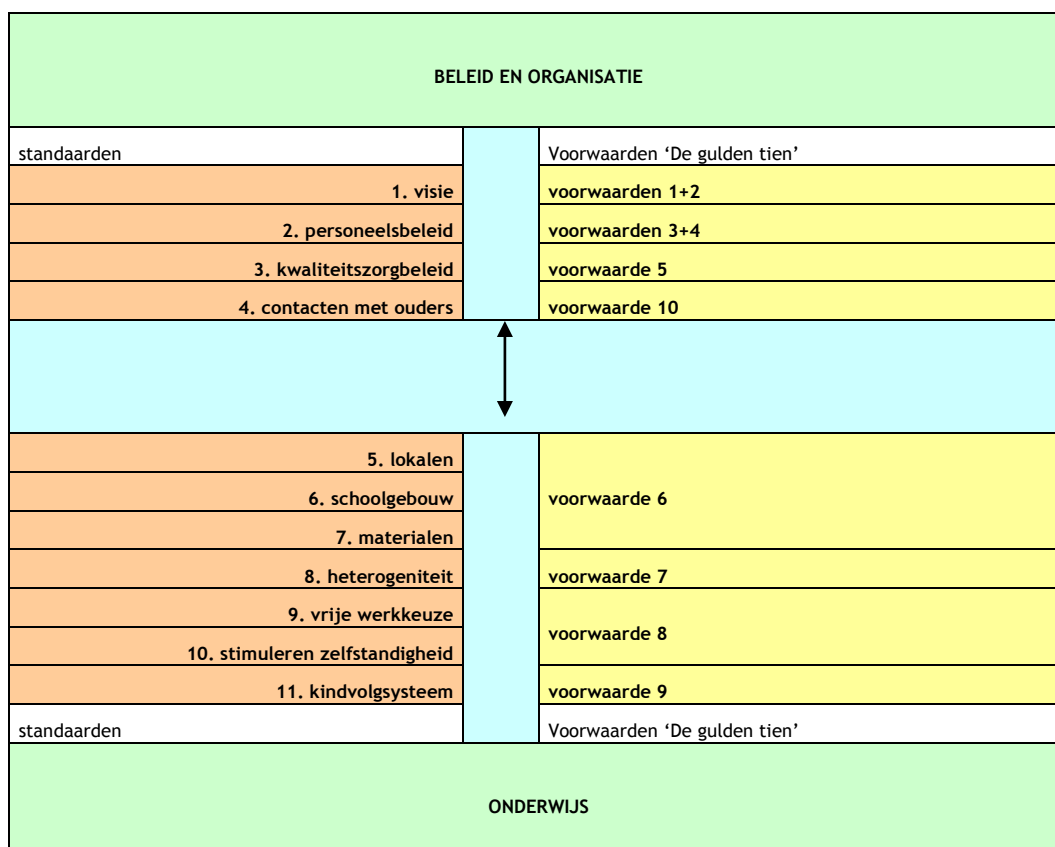 BELEID EN ORGANISATIE
standaarden
Voorwaarden ‘De gulden tien’
1. visie
voorwaarden 1+2
2. personeelsbeleid
voorwaarden 3+4
3. kwaliteitszorgbeleid
voorwaarde 5
4. contacten met ouders
voorwaarde 10
5. lokalen
6. schoolgebouw
voorwaarde 6
7. materialen
8. heterogeniteit
voorwaarde 7
9. vrije werkkeuze
voorwaarde 8
10. stimuleren zelfstandigheid
11. kindvolgsysteem
voorwaarde 9
standaarden
Voorwaarden ‘De gulden tien’
ONDERWIJS